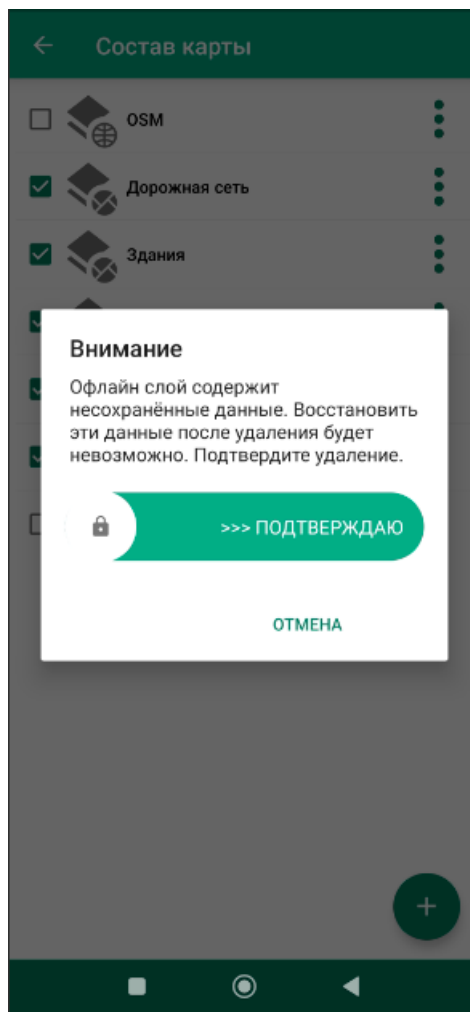 Состав карты
OSM
Дорожная сеть
Здания
Внимание
Офлайн слой содержит
несохранённые данные. Восстановить
эти данные после удаления будет
невозможно. Подтвердите удаление.
>>> ПОДТВЕРЖДАЮ
ОТМЕНА